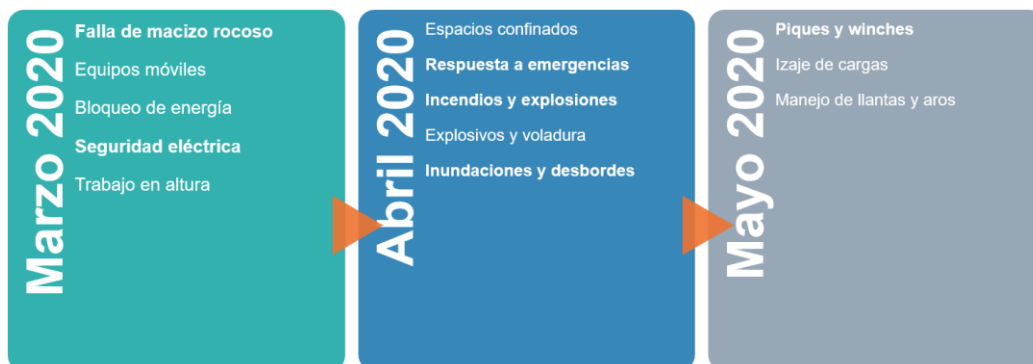 Marzo 2020
Falla de macizo rocoso
Equipos móviles
Bloqueo de energía
Seguridad eléctrica
Trabajo en altura
Abril 2020
Espacios confinados
Respuesta a emergencias
Incendios y explosiones
Explosivos y voladura
Inundaciones y desbordes
Mayo 2020
Piques y winches
Izaje de cargas
Manejo de llantas y aros